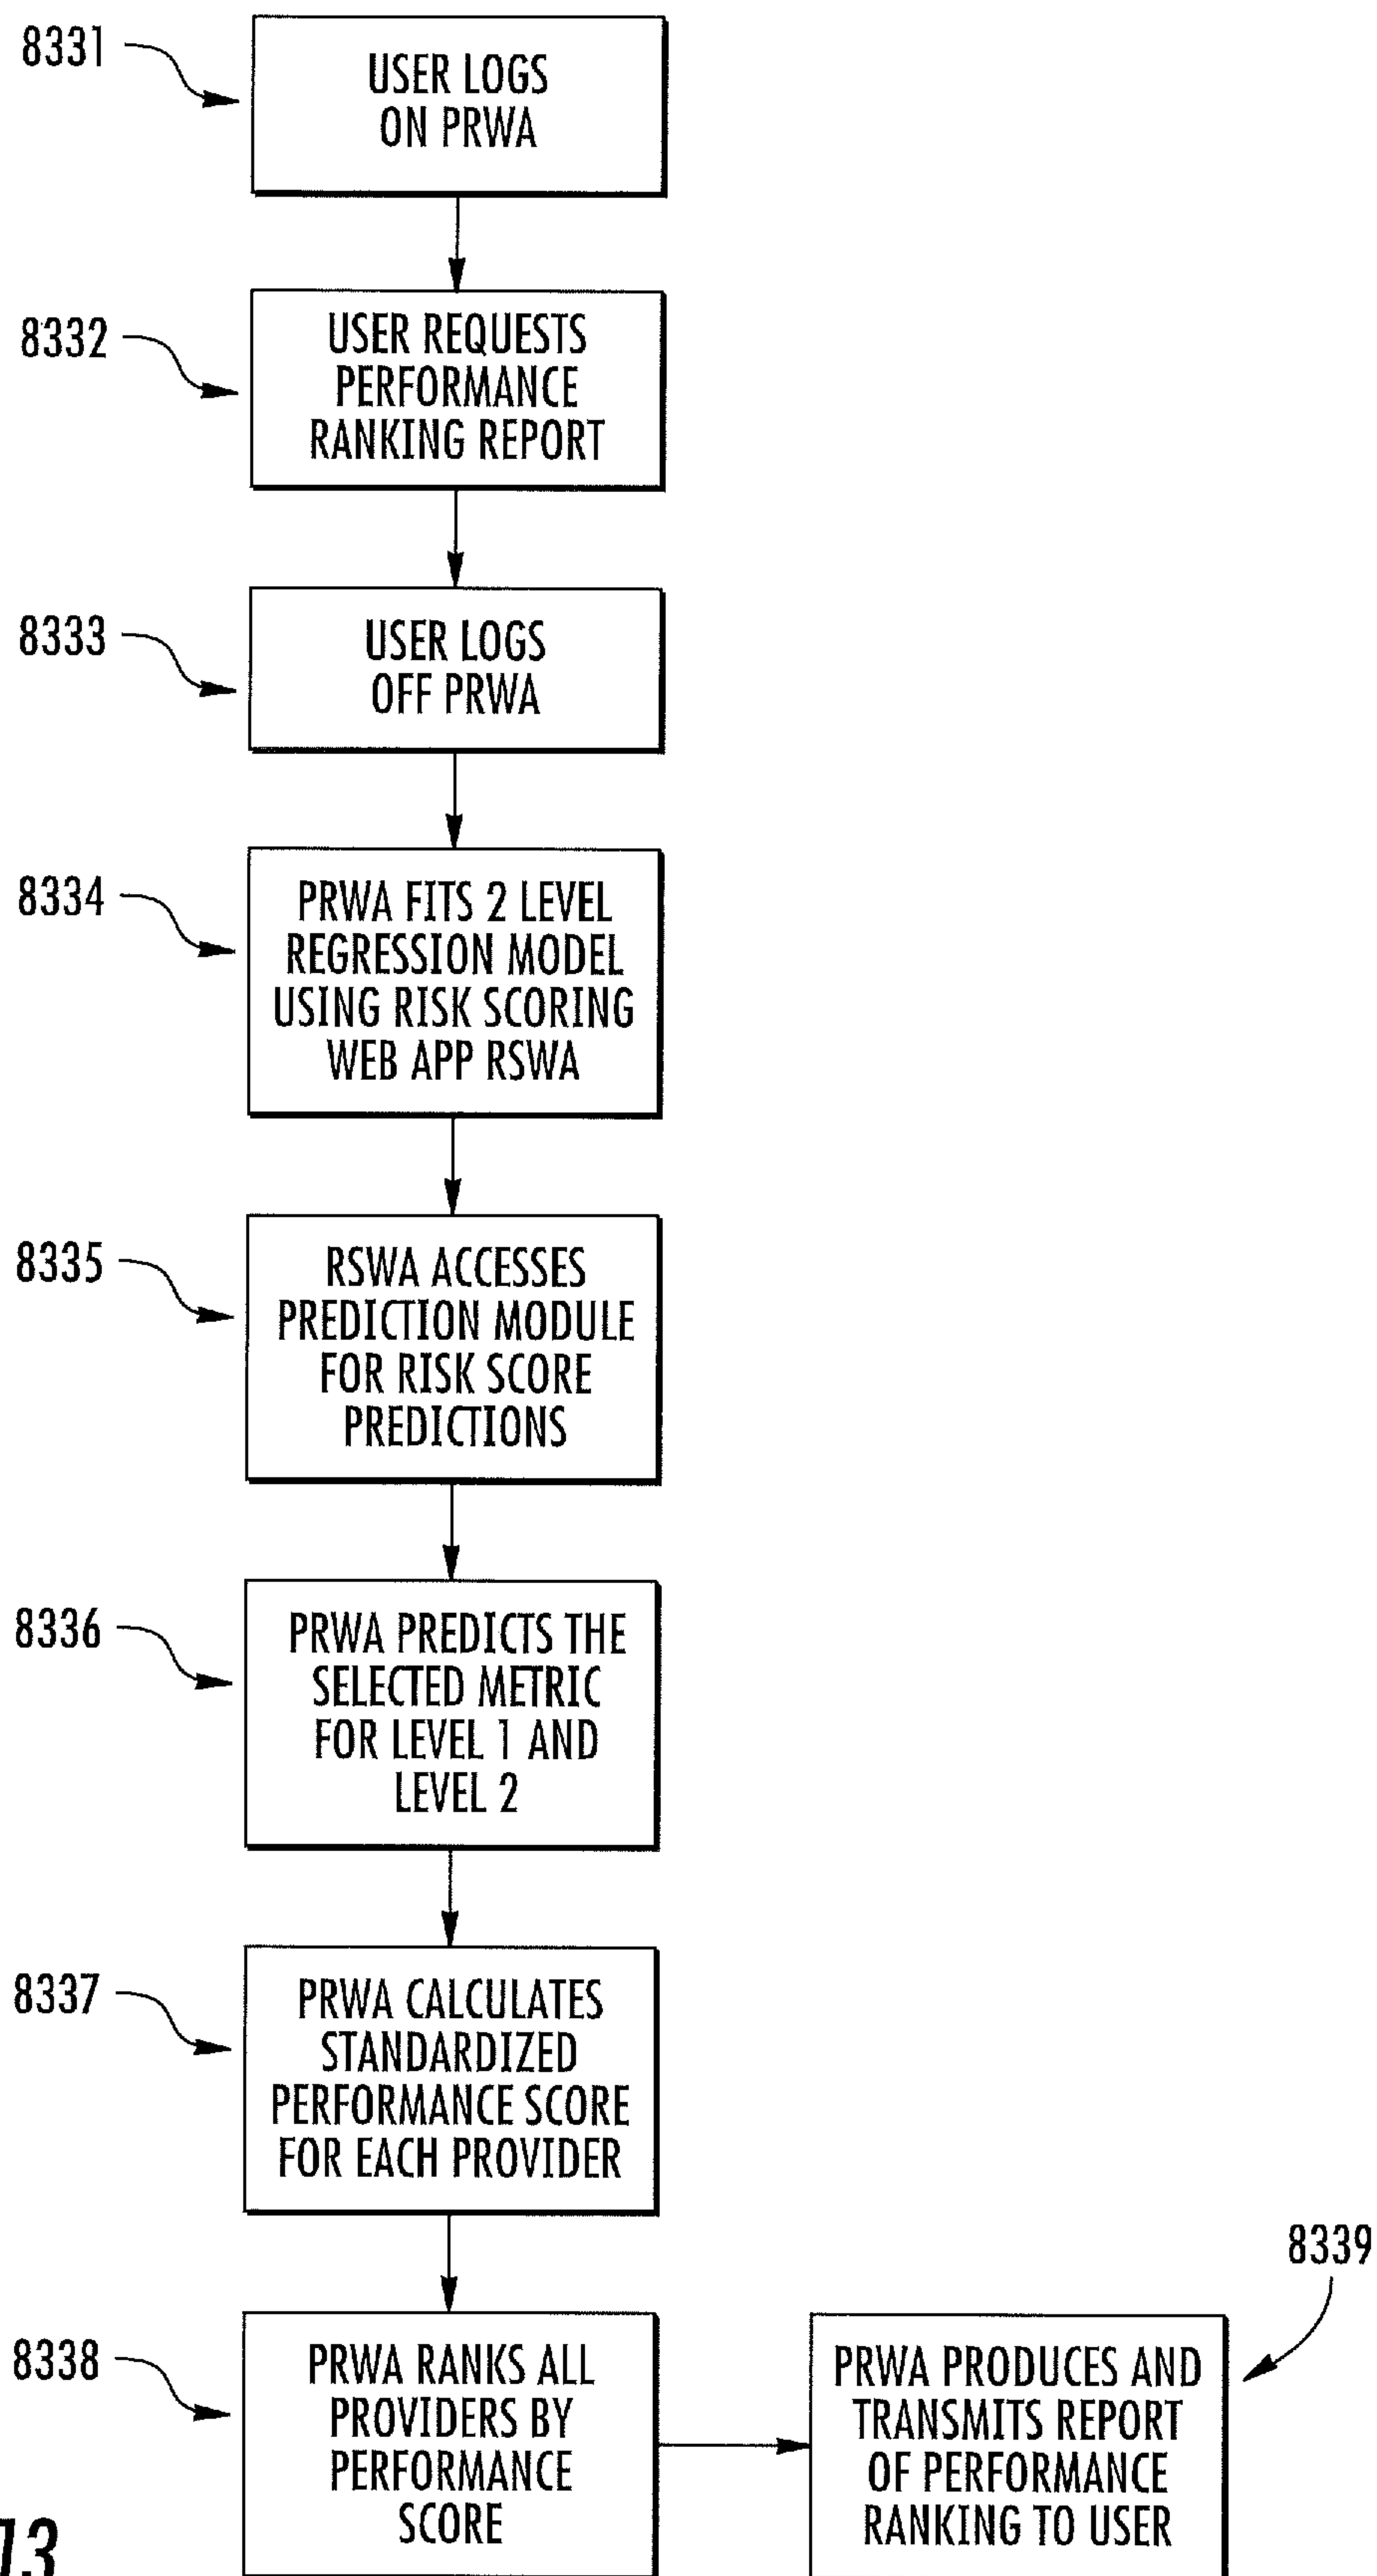 8331
USER LOGS
ON PRWA
8332
USER REQUESTS
PERFORMANCE
RANKING REPORT
8333
USER LOGS
OFF PRWA
8334
PRWA FITS 2 LEVEL
REGRESSION MODEL
USING RISK SCORING
WEB APP RSWA
8335
RSWA ACCESSES
PREDICTION MODULE
FOR RISK SCORE
PREDICTIONS
8336
PRWA PREDICTS THE
SELECTED METRIC
FOR LEVEL 1 AND
LEVEL 2
8337
PRWA CALCULATES
STANDARDIZED
PERFORMANCE SCORE
FOR EACH PROVIDER
8338
PRWA RANKS ALL
PROVIDERS BY
PERFORMANCE
SCORE
8339
PRWA PRODUCES AND
TRANSMITS REPORT
OF PERFORMANCE
RANKING TO USER
13